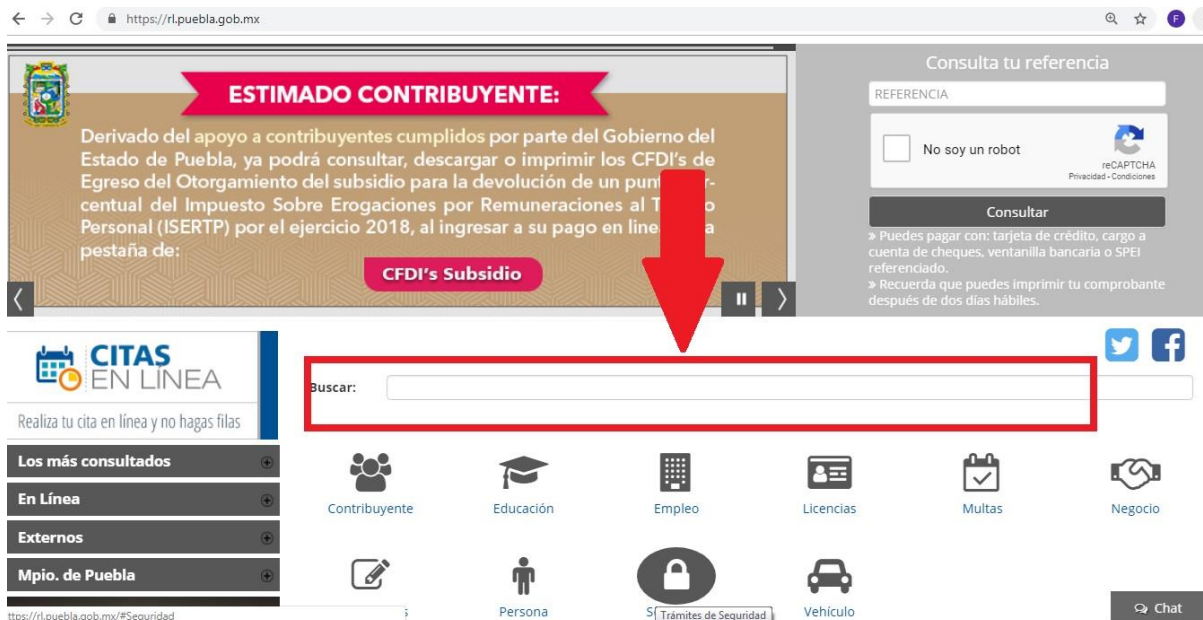 https://rl.puebla.gob.mx
F
ESTIMADO CONTRIBUYENTE:
Derivado del apoyo a contribuyentes cumplidos por parte del Gobierno del
Estado de Puebla, ya podrá consultar, descargar o imprimir los CFDI's de
Egreso del Otorgamiento del subsidio para la devolución de un
centual del Impuesto Sobre Erogaciones por Remuneraciones al
Personal (ISERTP) por el ejercicio 2018, al ingresar a su pago en
pestaña de:
CFDI's Subsidio
Consulta tu referencia
REFERENCIA
No soy un robot
reCAPTCHA
Privacidad - Condiciones
Consultar
» Puedes pagar con: tarjeta de crédito, cargo a
cuenta de cheques, ventanilla bancaria o SPEI
referenciado.
» Recuerda que puedes imprimir tu comprobante
después de dos días hábiles.
CITAS
EN LÍNEA
Realiza tu cita en línea y no hagas filas
Buscar:
Los más consultados
En Línea
Externos
Mpio. de Puebla
Contribuyente
Educación
Empleo
Licencias
Multas
Negocio
Persona
Trámites de Seguridad
Vehículo
Chat
ttps://rl.puebla.gob.mx/#Seguridad